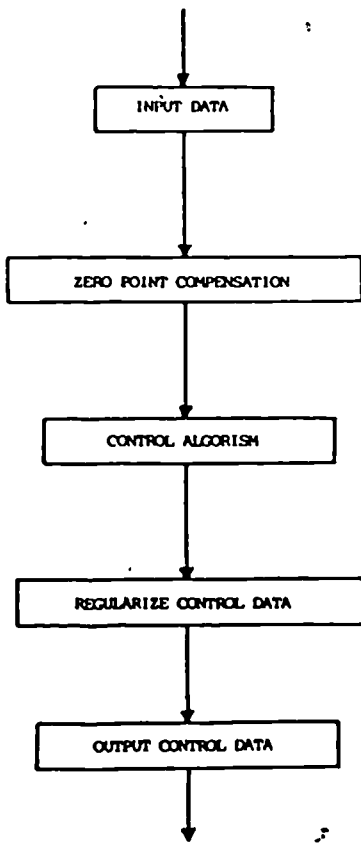 INPUT DATA
ZERO POINT COMPENSATION
CONTROL ALGORISM
REGULARIZE CONTROL DATA
OUTPUT CONTROL DATA